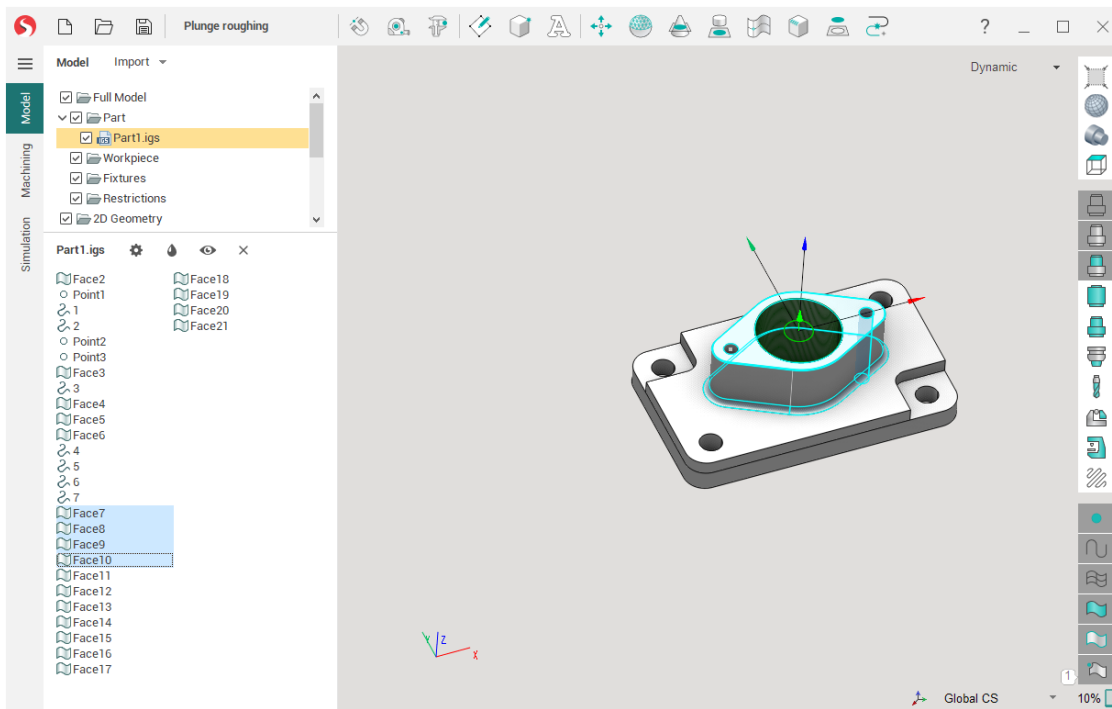 Plunge roughing
?
Model Import
Dynamic
Full Model
Part
Part1.igs
Workpiece
Fixtures
Restrictions
2D Geometry
Model
Machining
Simulation
Part1.igs
Face2
Point1
1
2
Point2
Point3
Face3
3
Face4
Face5
Face6
4
5
6
7
Face7
Face8
Face9
Face10
Face11
Face12
Face13
Face14
Face15
Face16
Face17
Face18
Face19
Face20
Face21
Y Z X
1
Global CS 10%